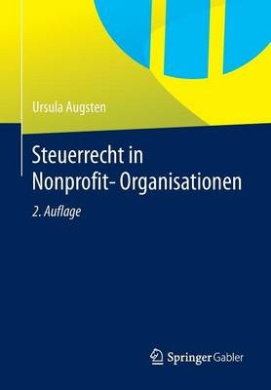 Ursula Augsten
Steuerrecht in
Nonprofit- Organisationen
2. Auflage
Springer Gabler